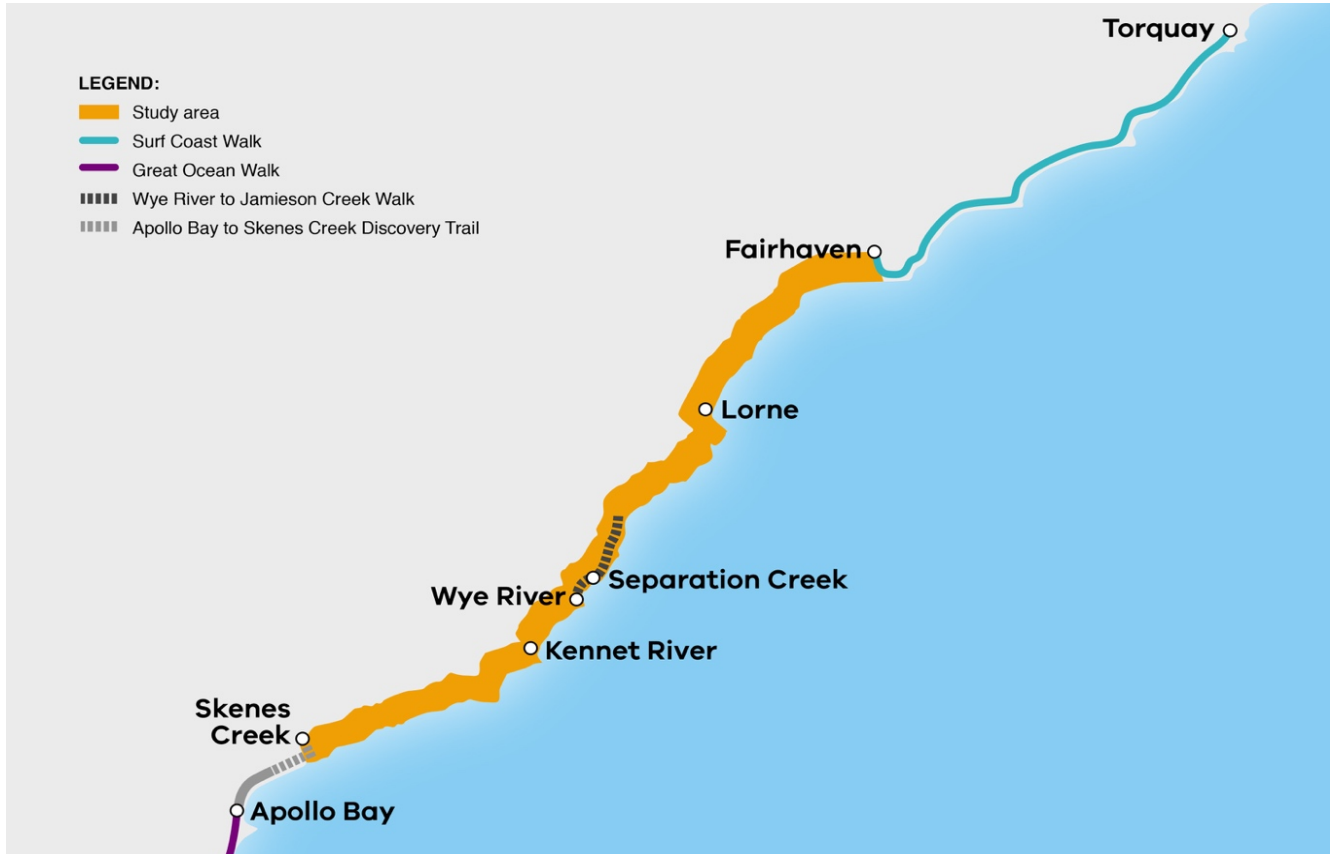 Torquay
LEGEND:
Study area
Surf Coast Walk
Great Ocean Walk
Wye River to Jamieson Creek Walk
Apollo Bay to Skenes Creek Discovery Trail
Fairhaven
Lorne
Separation Creek
Wye River
Kennet River
Skenes
Creek
Apollo Bay